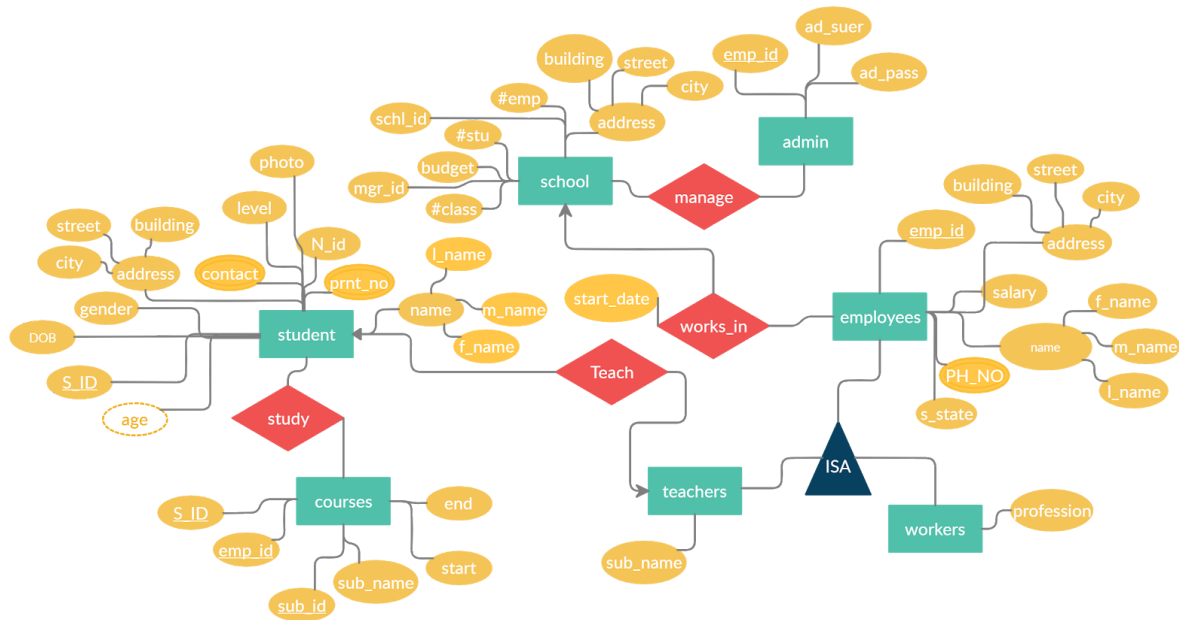 ad_suer
building
street
emp_id
ad_pass
city
#emp
schl_id
address
#stu
admin
photo
budget
school
street
mgr_id
building
manage
#class
level
city
street
building
emp_id
N_id
address
l_name
city
address
contact
prnt_no
salary
start_date
f_name
gender
name
m_name
employees
works_in
DOB
student
f_name
name
m_name
Teach
PH_NO
S_ID
l_name
s_state
age
study
ISA
teachers
courses
end
profession
S_ID
workers
emp_id
sub_name
start
sub_name
sub_id